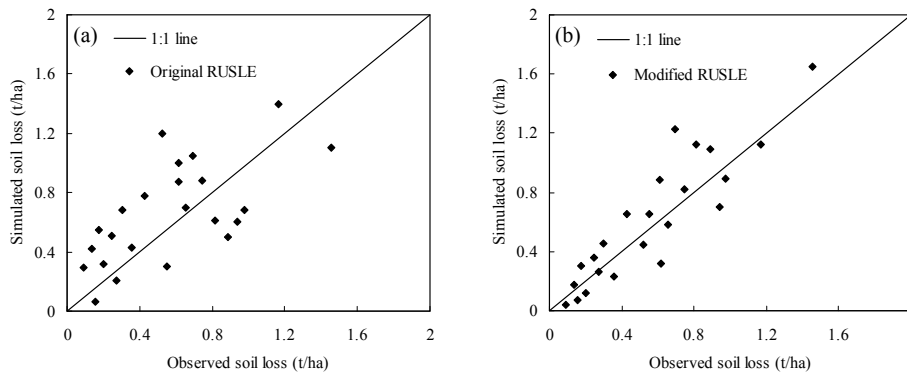 (a)
1:1 line
Original RUSLE
2
1.6
1.2
0.8
0.4
0
0
0.4
0.8
1.2
1.6
2
Simulated soil loss (t/ha)
Observed soil loss (t/ha)
(b)
1:1 line
Modified RUSLE
2
1.6
1.2
0.8
0.4
0
0
0.4
0.8
1.2
1.6
Simulated soil loss (t/ha)
Observed soil loss (t/ha)